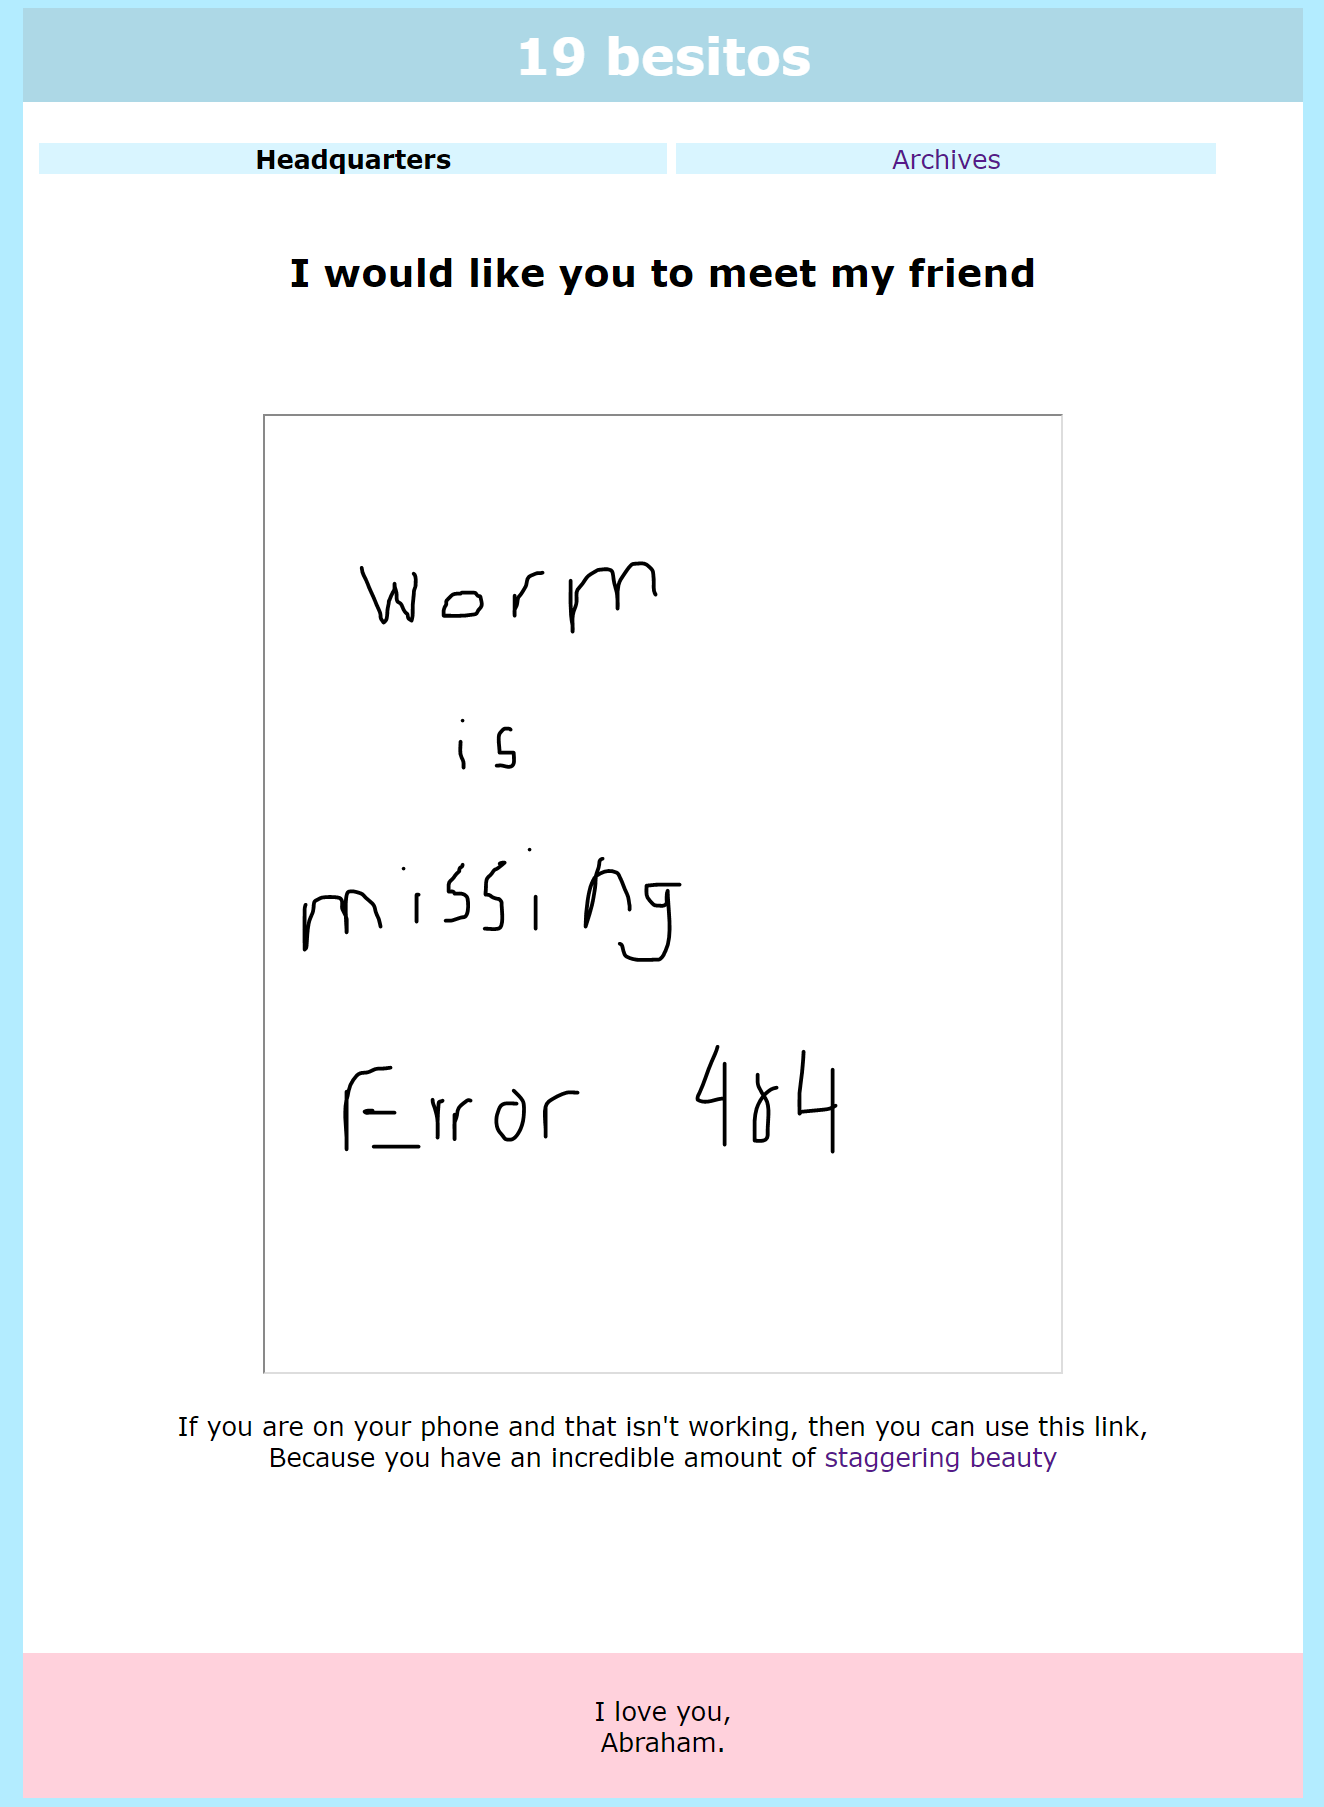 19 besitos
Headquarters Archives
I would like you to meet my friend
Worm
is
missing
Error 484
If you are on your phone and that isn't working, then you can use this link,
Because you have an incredible amount of staggering beauty
I love you,
Abraham.